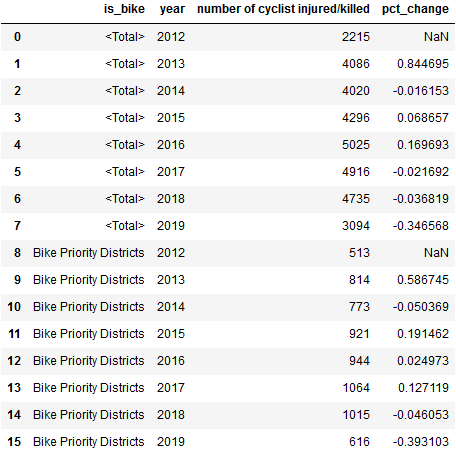 is_bike year number of cyclist injured/killed pct_change
0 <Total> 2012 2215 NaN
1 <Total> 2013 4086 0.844695
2 <Total> 2014 4020 -0.016153
3 <Total> 2015 4296 0.068657
4 <Total> 2016 5025 0.169693
5 <Total> 2017 4916 -0.021692
6 <Total> 2018 4735 -0.036819
7 <Total> 2019 3094 -0.346568
8 Bike Priority Districts 2012 513 NaN
9 Bike Priority Districts 2013 814 0.586745
10 Bike Priority Districts 2014 773 -0.050369
11 Bike Priority Districts 2015 921 0.191462
12 Bike Priority Districts 2016 944 0.024973
13 Bike Priority Districts 2017 1064 0.127119
14 Bike Priority Districts 2018 1015 -0.046053
15 Bike Priority Districts 2019 616 -0.393103